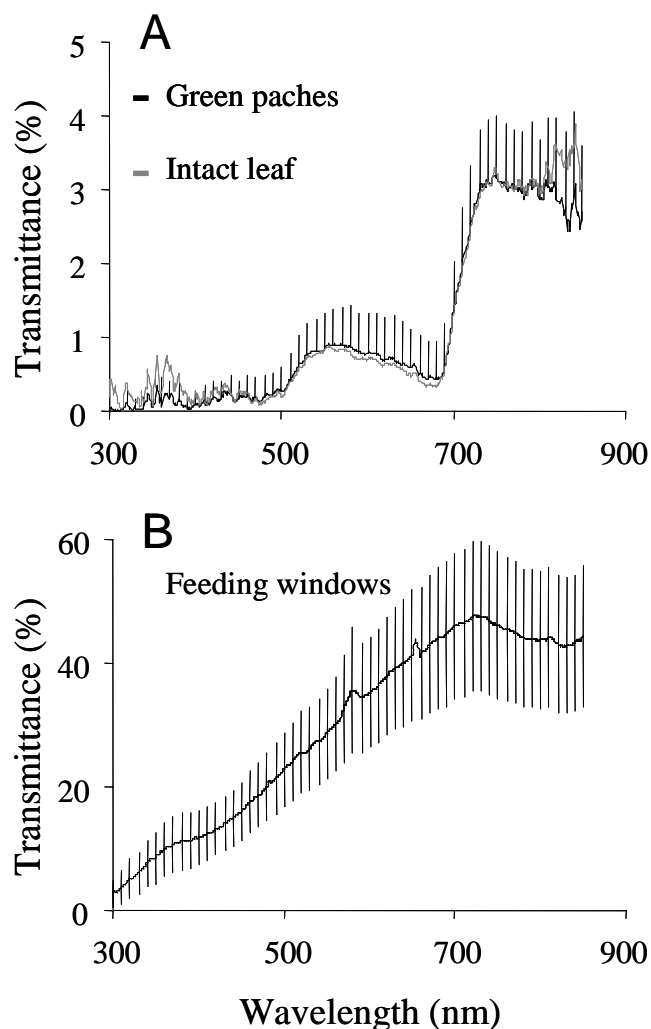 A
5
4
3
2
1
0
Transmittance (%)
Green paches
Intact leaf
300 500 700 900
B
60
40
20
0
Transmittance (%)
Feeding windows
300 500 700 900
Wavelength (nm)